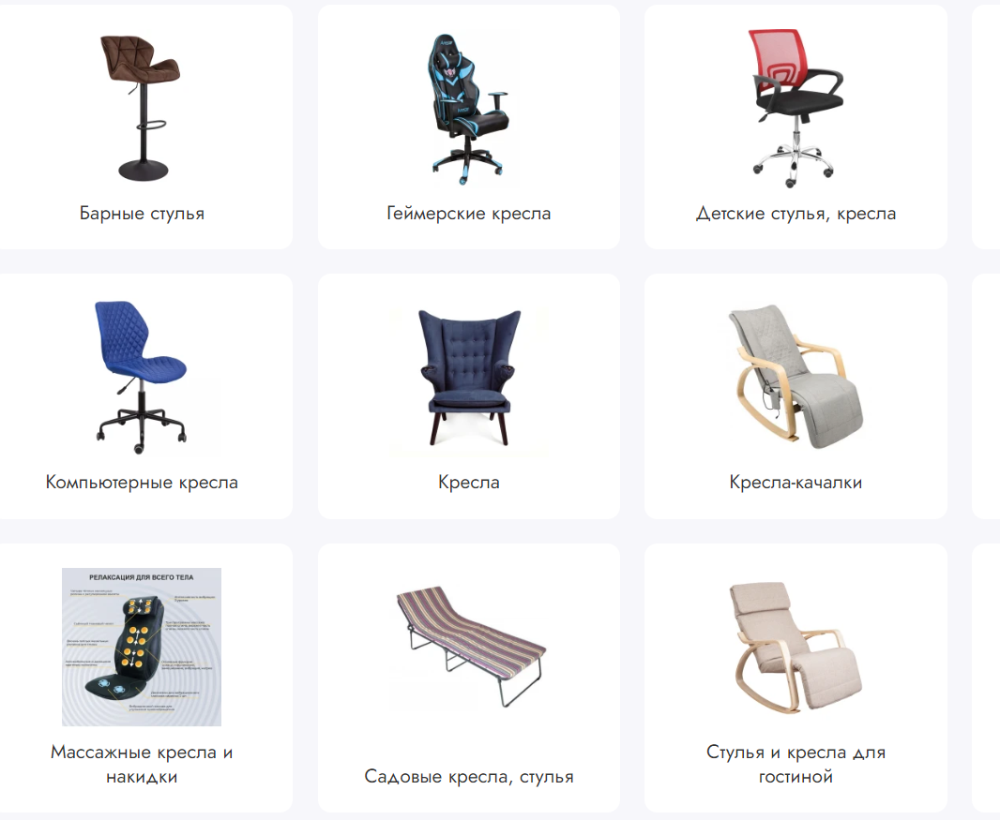 Барные стулья
Геймерские кресла
Детские стулья, кресла
Компьютерные кресла
Кресла
Кресла-качалки
РЕЛАКСАЦИЯ ДЛЯ ВСЕГО ТЕЛА
Массажные кресла и
накидки
Садовые кресла, стулья
Стулья и кресла для
гостиной